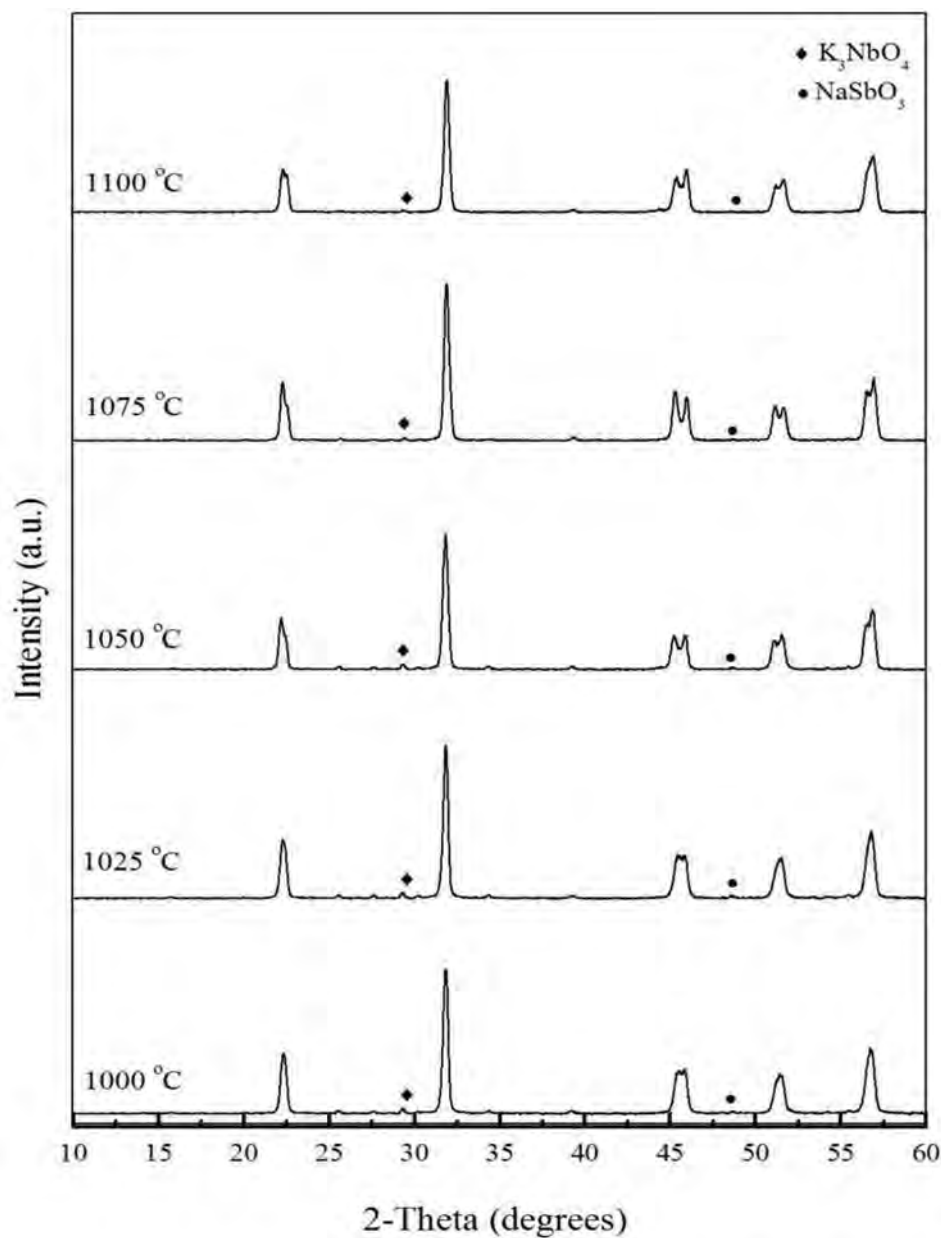 ◆ K₃NbO₄
● NaSbO₃
1100 °C
1075 °C
1050 °C
1025 °C
1000 °C
Intensity (a.u.)
10 15 20 25 30 35 40 45 50 55 60
2-Theta (degrees)